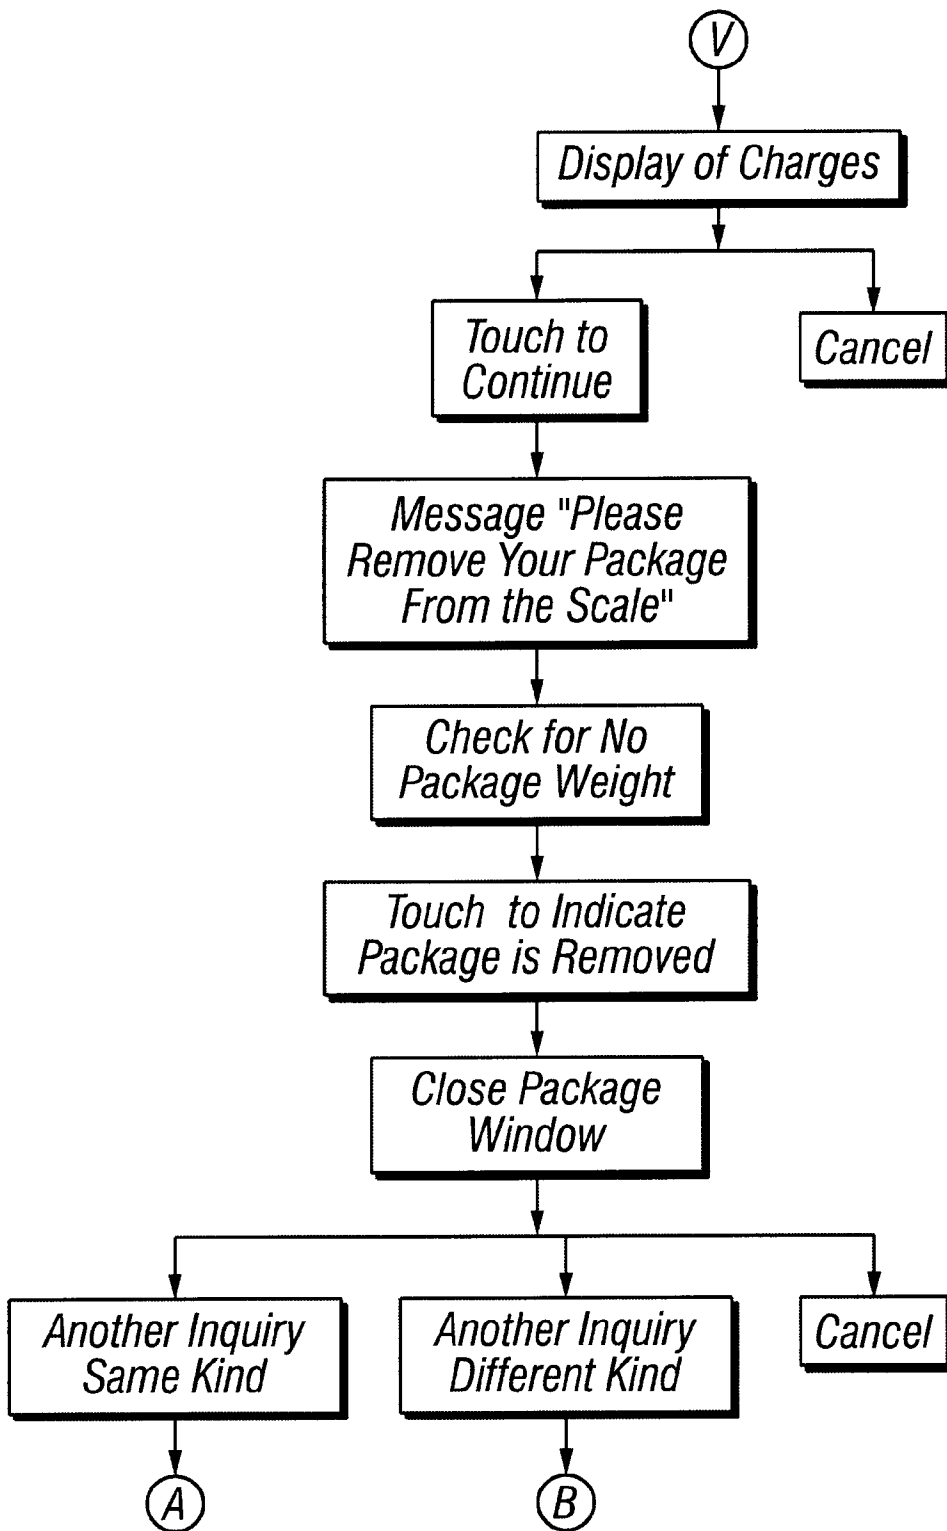 V
Display of Charges
Touch to
Continue
Cancel
Message "Please
Remove Your Package
From the Scale"
Check for No
Package Weight
Touch to Indicate
Package is Removed
Close Package
Window
Another Inquiry
Same Kind
Another Inquiry
Different Kind
Cancel
A
B